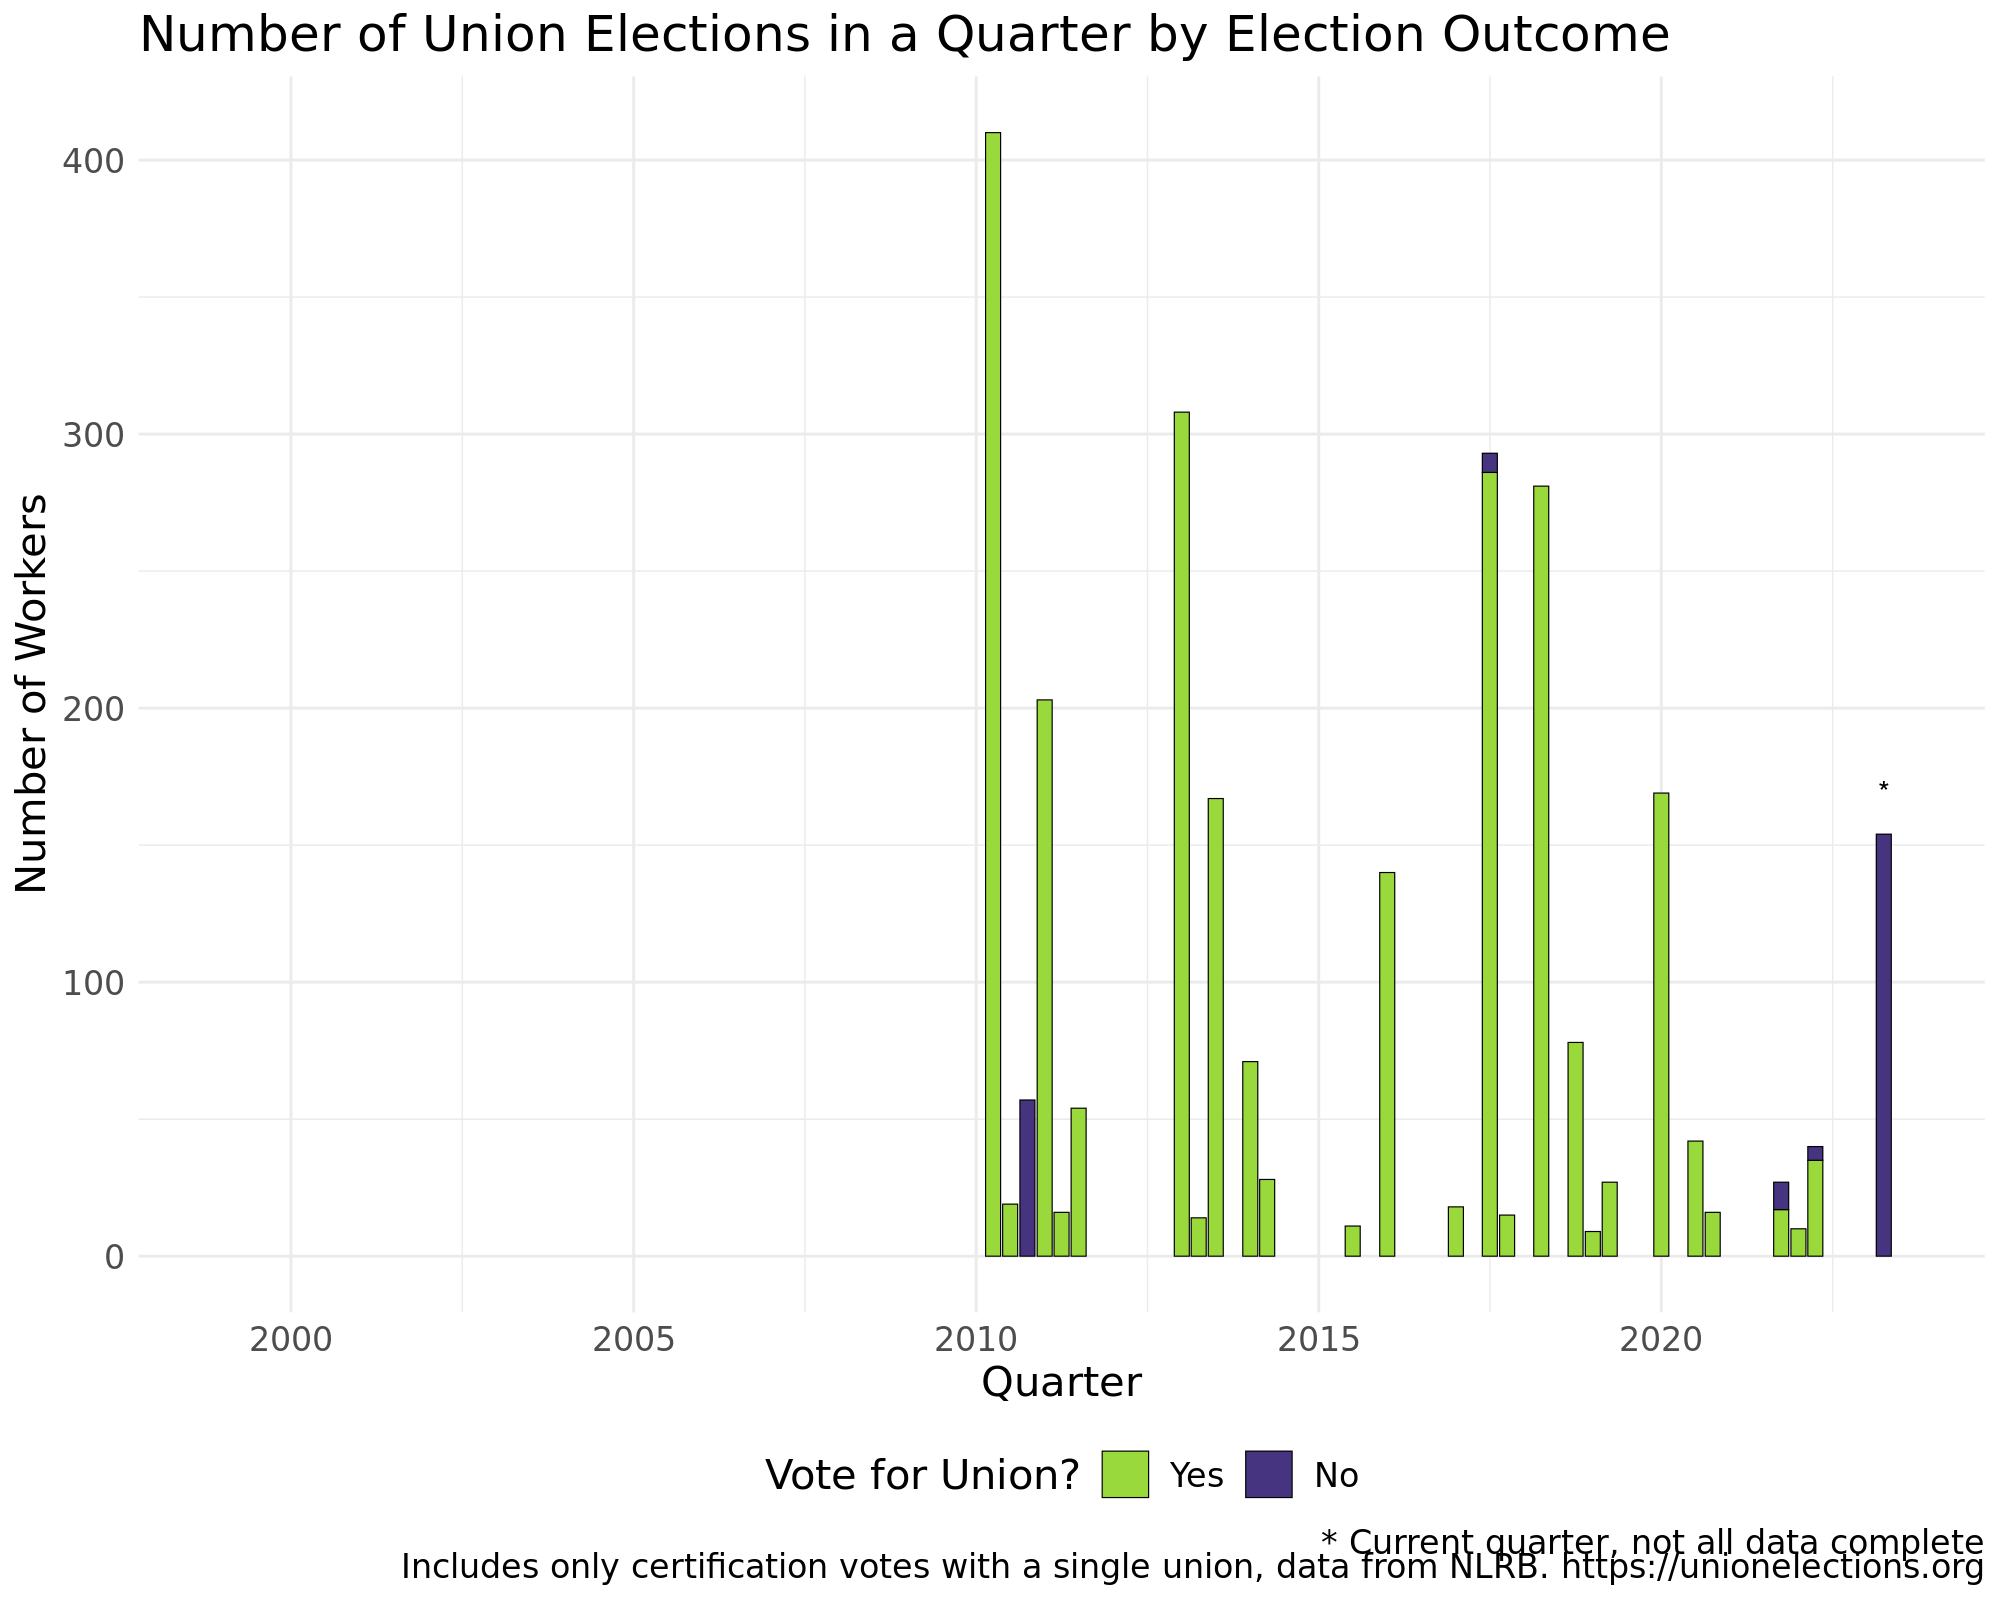 Number of Union Elections in a Quarter by Election Outcome
Number of Workers
400
300
200
100
0
*
2000 2005 2010 2015 2020
Quarter
Vote for Union? Yes No
* Current quarter, not all data complete
Includes only certification votes with a single union, data from NLRB. https://unionelections.org